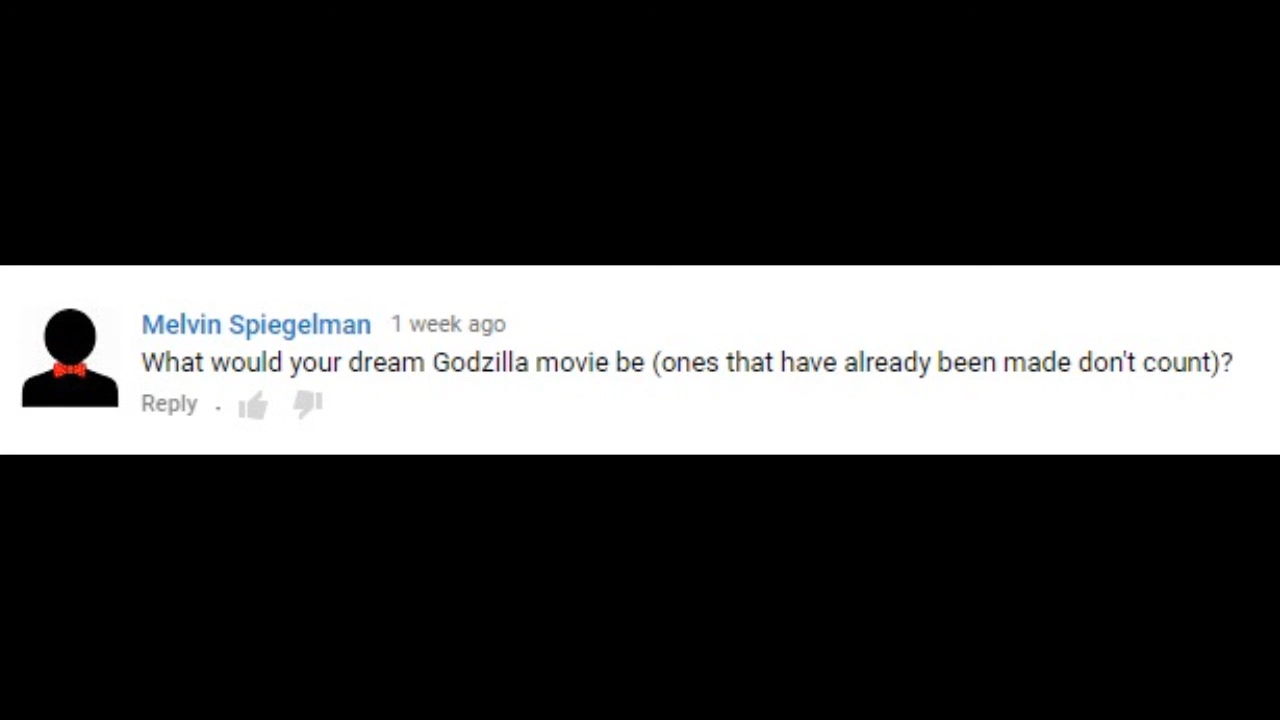 Melvin Spiegelman 1 week ago
What would your dream Godzilla movie be (ones that have already been made don't count)?
Reply .